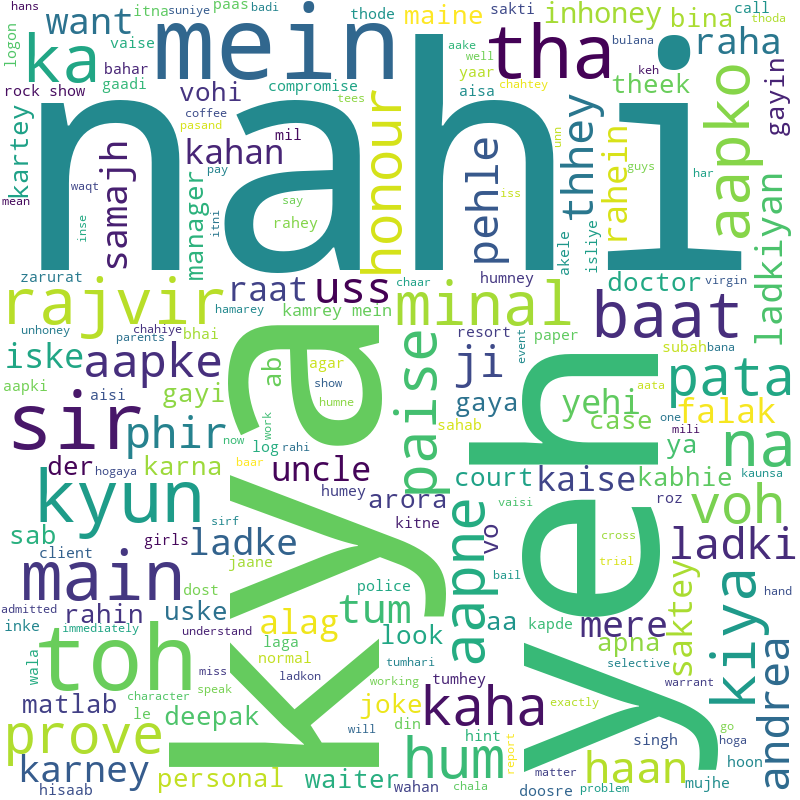 hans
itna
suniye
paas
badi
thode
maine
sakti
inhoney
bina
call
thoda
want
mein
tha
raha
logon
ka
vaise
aake
well
bahar
gaadi
yaar
bulana
keh
rock show
vohi
compromise
aisa
chahtey
theek
aapko
gayin
nahi
kartey
coffee
tees
pasand
mil
kahan
samajh
honour
pehle
thhey
unn
rahein
guys
har
waqt
pay
iss
mean
say
inse
manager
itni
rahey
akele
isliye
ladkiyan
zarurat
raat
uss
chaar
humney
doctor
virgin
rajvir
hamarey
kamrey mein
minal
baat
unhoney
chahiye
parents
bhai
resort
event
paper
subah
bana
iske
aapke
ab
agar
paise
ji
yeh
aata
pata
aapki
aisi
gayi
show
humne
gaya
yehi
one
falak
sir
phir
kya
work
now
sahab
case
mili
na
der
hogaya
karna
log
rahi
baar
uncle
court
kaise
ya
kabhie
kaunsa
kyun
humey
arora
aapne
vo
vaisi
roz
voh
sab
sirf
kitne
client
girls
ladke
cross
ladki
main
jaane
trial
bail
saktey
kiya
dost
police
tum
aa
kapde
mere
hand
admitted
rahin
uske
alag
inke
immediately
understand
laga
look
apna
andrea
toh
normal
tumhari
selective
wala
miss
ladkon
working
tumhey
warrant
matlab
character
speak
joke
kaha
exactly
le
deepak
din
hint
go
prove
will
hum
report
singh
hoga
hoon
karney
personal
waiter
wahan
chala
matter
haan
mujhe
hisaab
doosre
problem